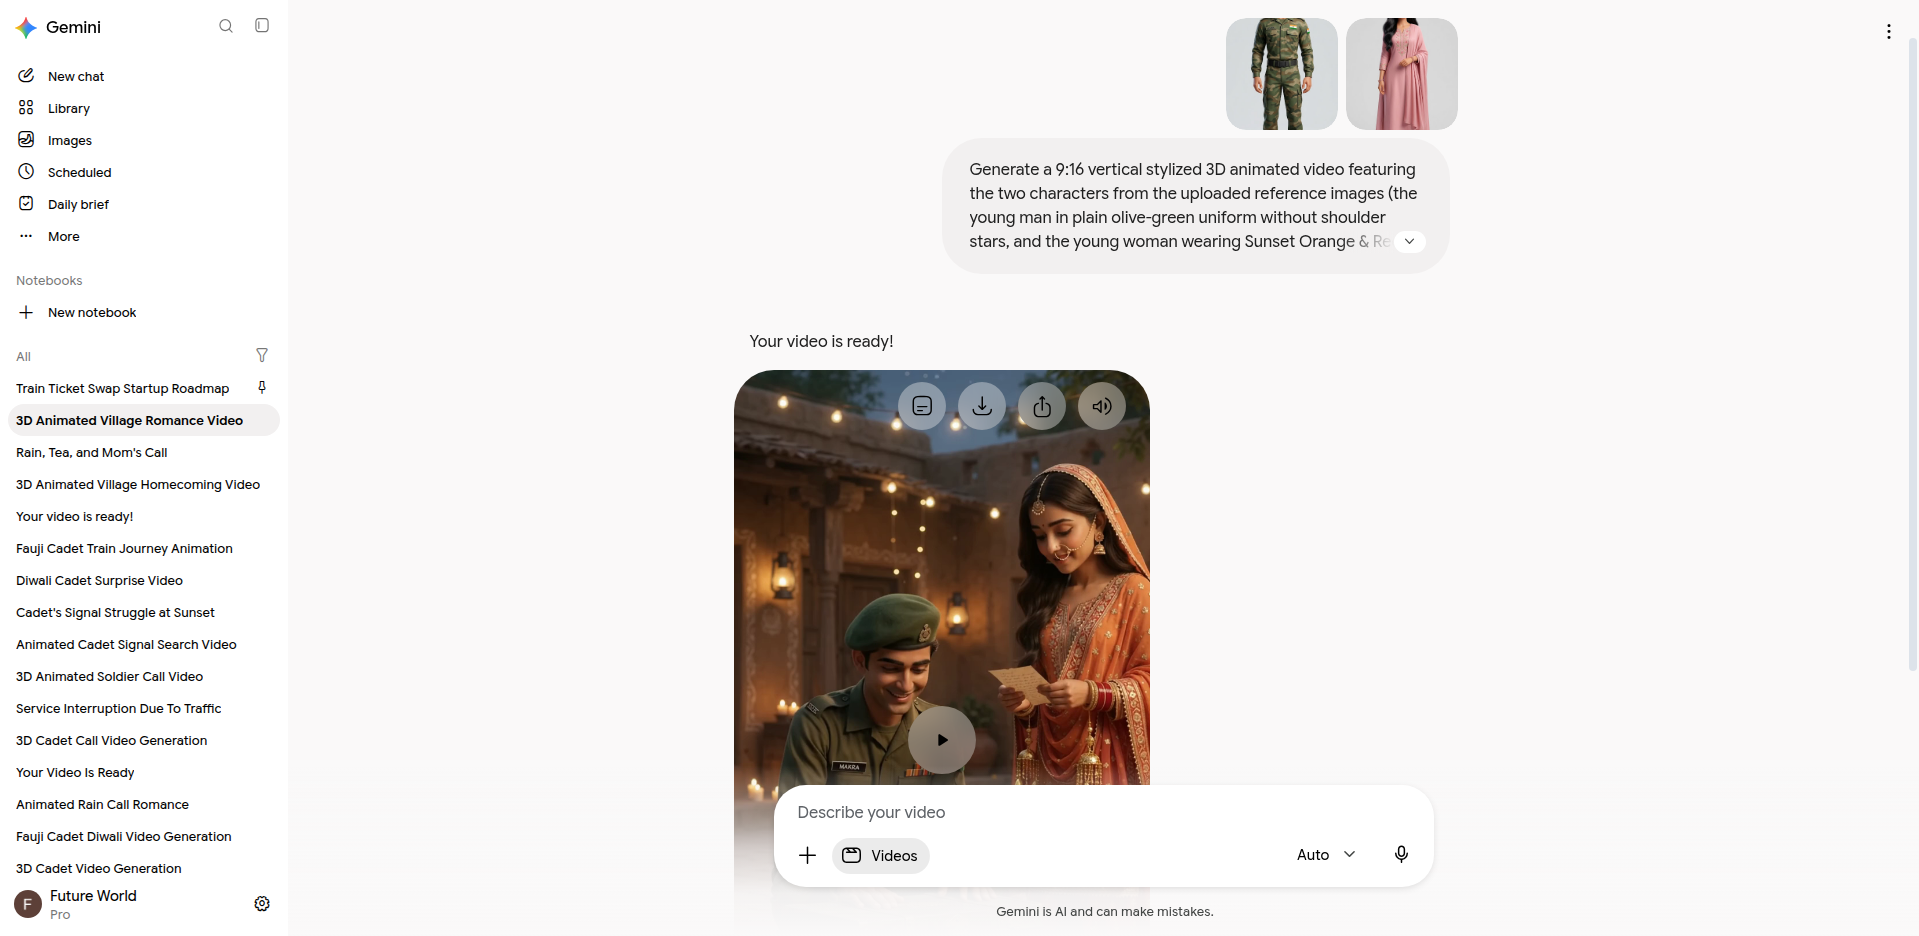 Gemini
New chat
Library
Images
Scheduled
Daily brief
More
Notebooks
New notebook
All
Train Ticket Swap Startup Roadmap
3D Animated Village Romance Video
Rain, Tea, and Mom's Call
3D Animated Village Homecoming Video
Your video is ready!
Fauji Cadet Train Journey Animation
Diwali Cadet Surprise Video
Cadet's Signal Struggle at Sunset
Animated Cadet Signal Search Video
3D Animated Soldier Call Video
Service Interruption Due To Traffic
3D Cadet Call Video Generation
Your Video Is Ready
Animated Rain Call Romance
Fauji Cadet Diwali Video Generation
3D Cadet Video Generation
F
Future World
Pro
Generate a 9:16 vertical stylized 3D animated video featuring
the two characters from the uploaded reference images (the
young man in plain olive-green uniform without shoulder
stars, and the young woman wearing Sunset Orange & Re
Your video is ready!
MAKRA
Describe your video
Videos
Auto
Gemini is AI and can make mistakes.